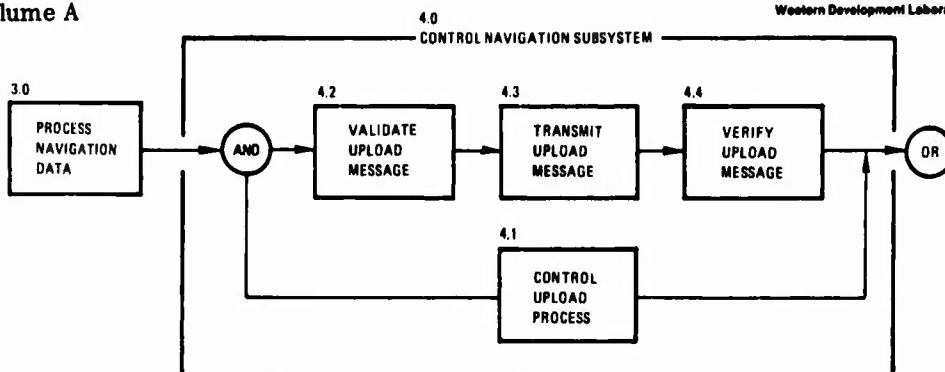 lume A
Western Development Labora
4.0
CONTROL NAVIGATION SUBSYSTEM
3.0
PROCESS
NAVIGATION
DATA
AND
4.2
VALIDATE
UPLOAD
MESSAGE
4.3
TRANSMIT
UPLOAD
MESSAGE
4.4
VERIFY
UPLOAD
MESSAGE
OR
4.1
CONTROL
UPLOAD
PROCESS